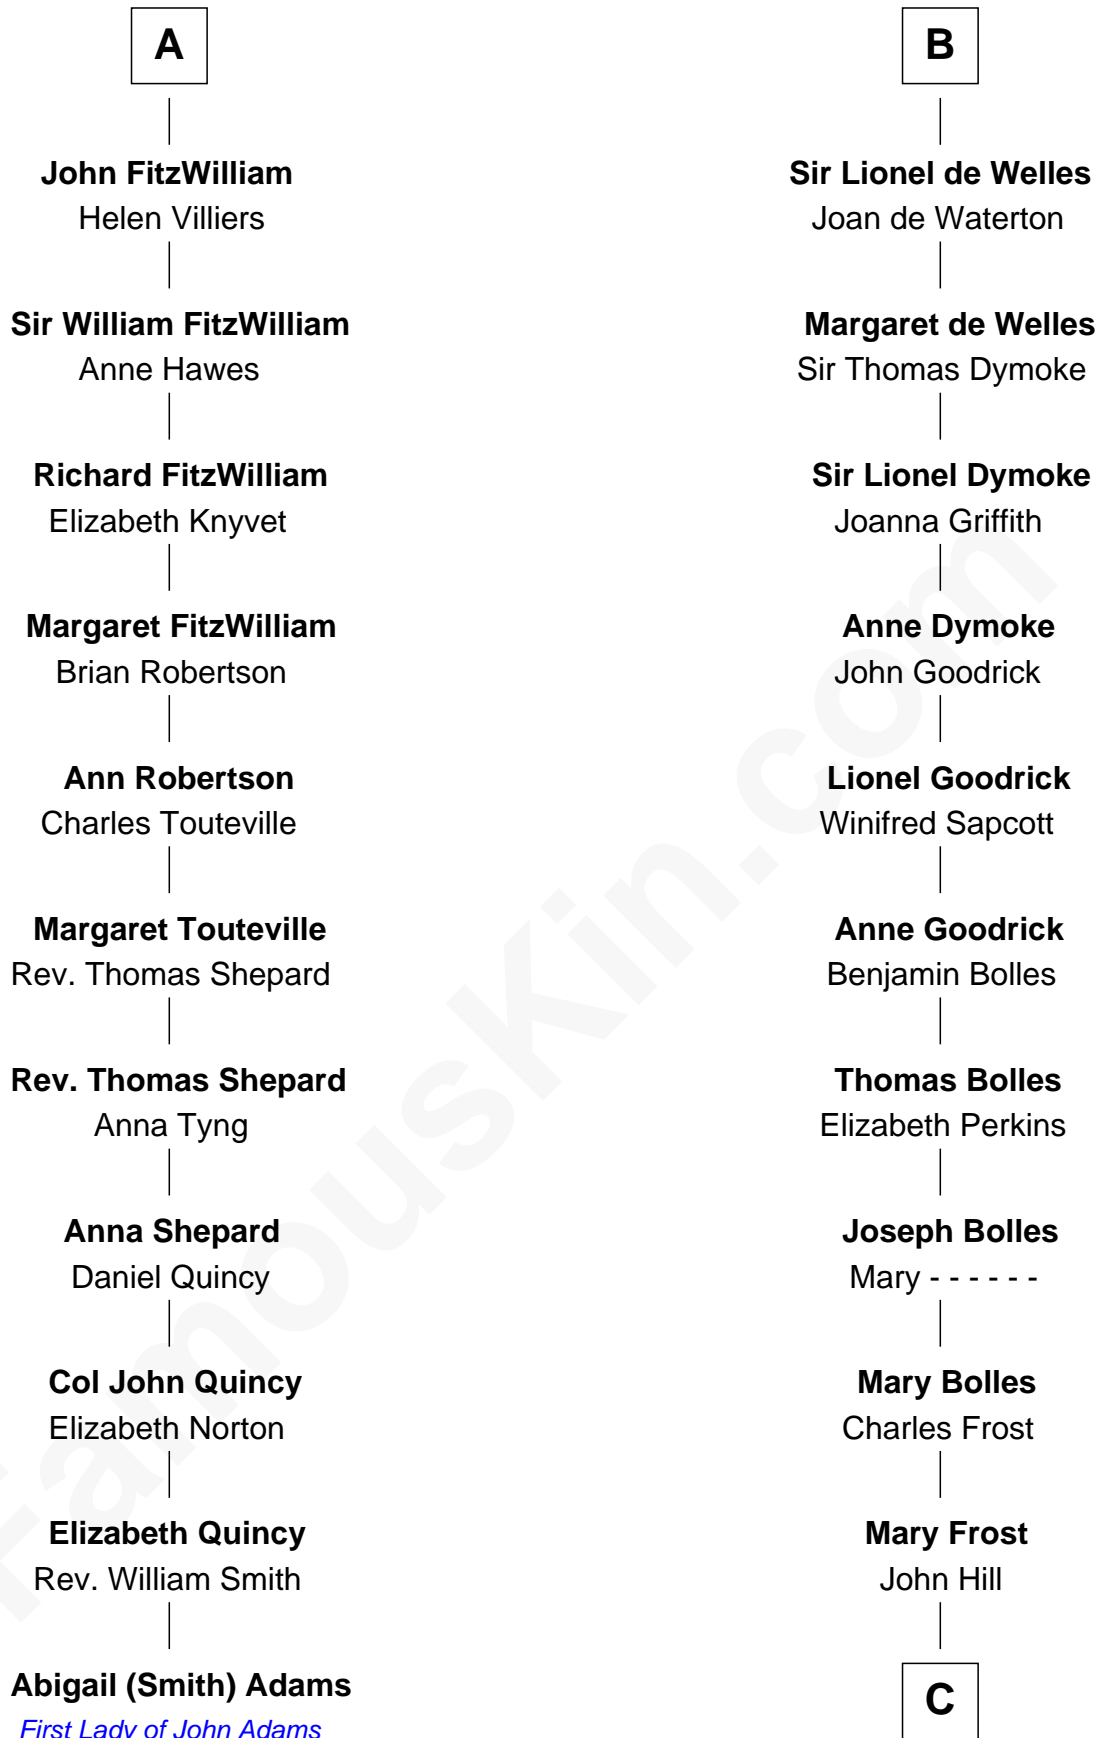 A
John FitzWilliam
Helen Villiers
Sir William FitzWilliam
Anne Hawes
Richard FitzWilliam
Elizabeth Knyvet
Margaret FitzWilliam
Brian Robertson
Ann Robertson
Charles Touteville
Margaret Touteville
Rev. Thomas Shepard
Rev. Thomas Shepard
Anna Tyng
Anna Shepard
Daniel Quincy
Col John Quincy
Elizabeth Norton
Elizabeth Quincy
Rev. William Smith
Abigail (Smith) Adams
First Lady of John Adams
B
Sir Lionel de Welles
Joan de Waterton
Margaret de Welles
Sir Thomas Dymoke
Sir Lionel Dymoke
Joanna Griffith
Anne Dymoke
John Goodrick
Lionel Goodrick
Winifred Sapcott
Anne Goodrick
Benjamin Bolles
Thomas Bolles
Elizabeth Perkins
Joseph Bolles
Mary - - - - - -
Mary Bolles
Charles Frost
Mary Frost
John Hill
C
FamousKin.com